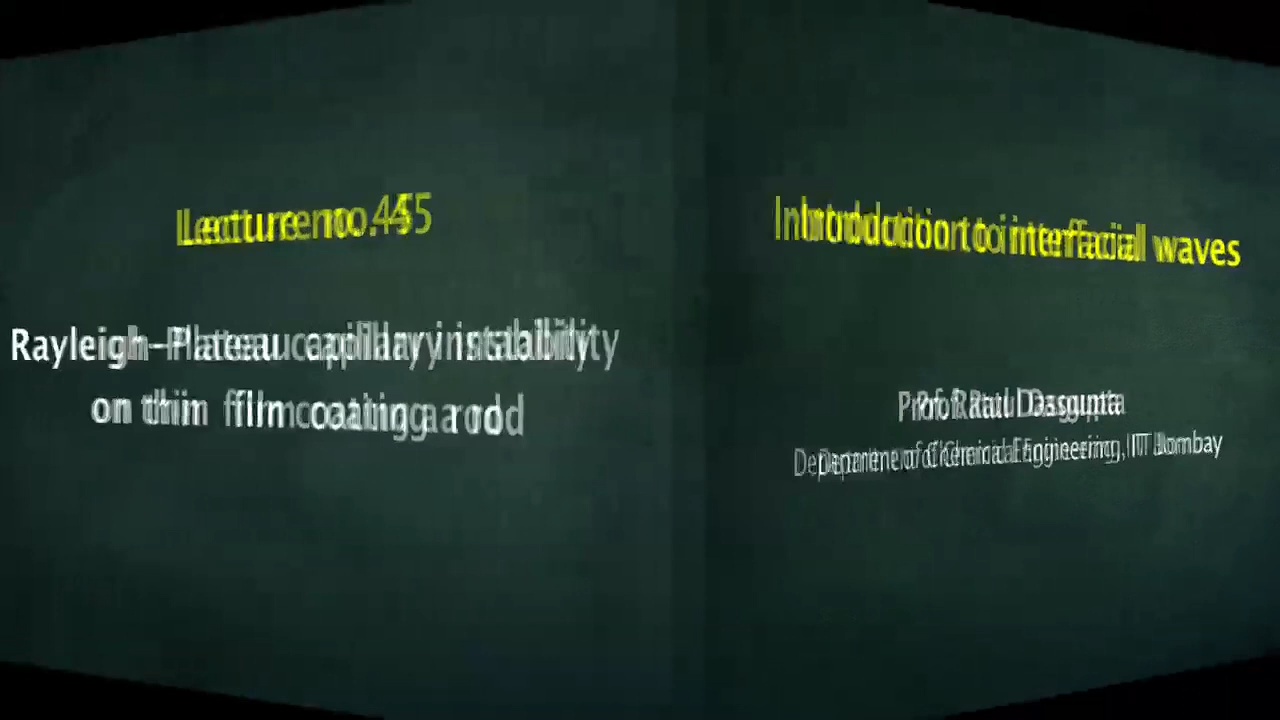 Lecture no. 45
Rayleigh-Plateau capillary instability
on thin film coating a rod
Introduction to interfacial waves
Prof. Ratul Dasgupta
Department of Chemical Engineering, IIT Bombay